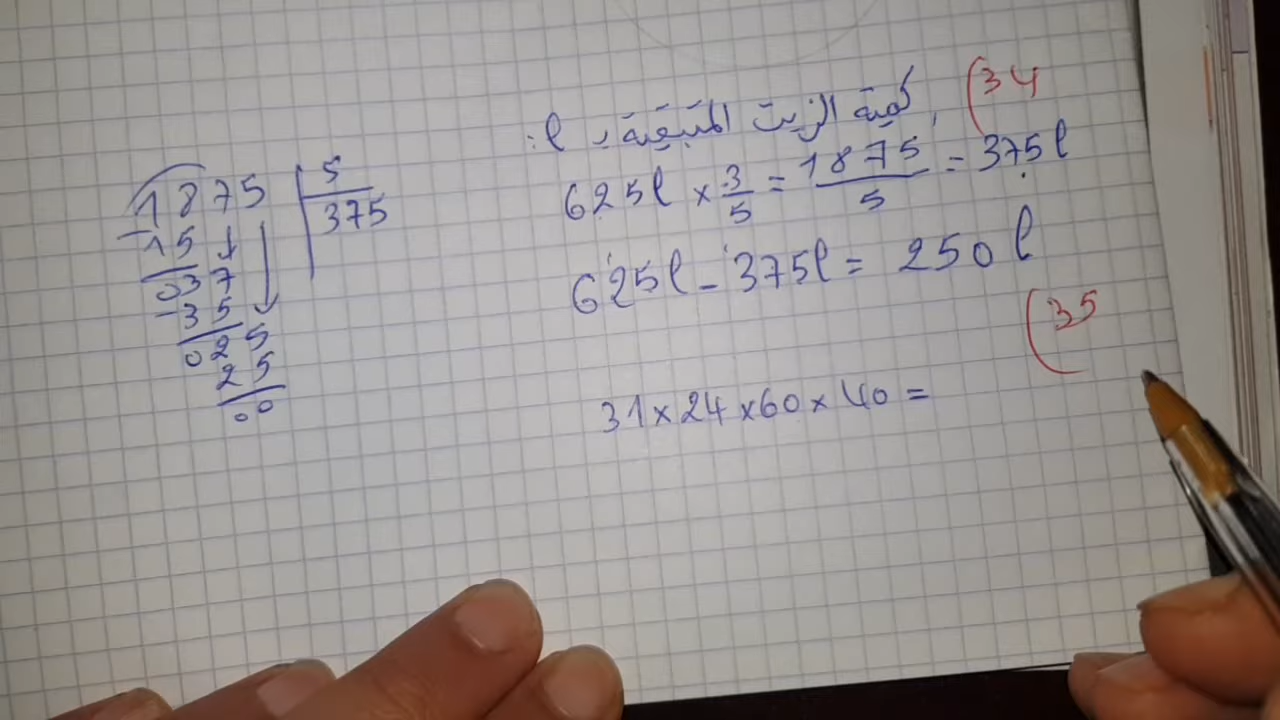 34)
كمية الزيت المتبقية بـ l:
625l × 3/5 = 1875/5 = 375l
625l - 375l = 250l
35)
31 × 24 × 60 × 40 =
1875 | 5
375
- 15
037
- 35
025
25
00